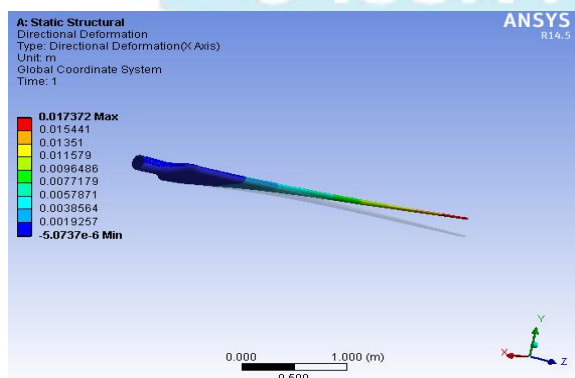 A: Static Structural
Directional Deformation
Type: Directional Deformation(X Axis)
Unit: m
Global Coordinate System
Time: 1
ANSYS
R14.5
0.017372 Max
0.015441
0.01351
0.011579
0.0096486
0.0077179
0.0057871
0.0038564
0.0019257
-5.0737e-6 Min
0.000
1.000 (m)
0.500
Y
X
Z